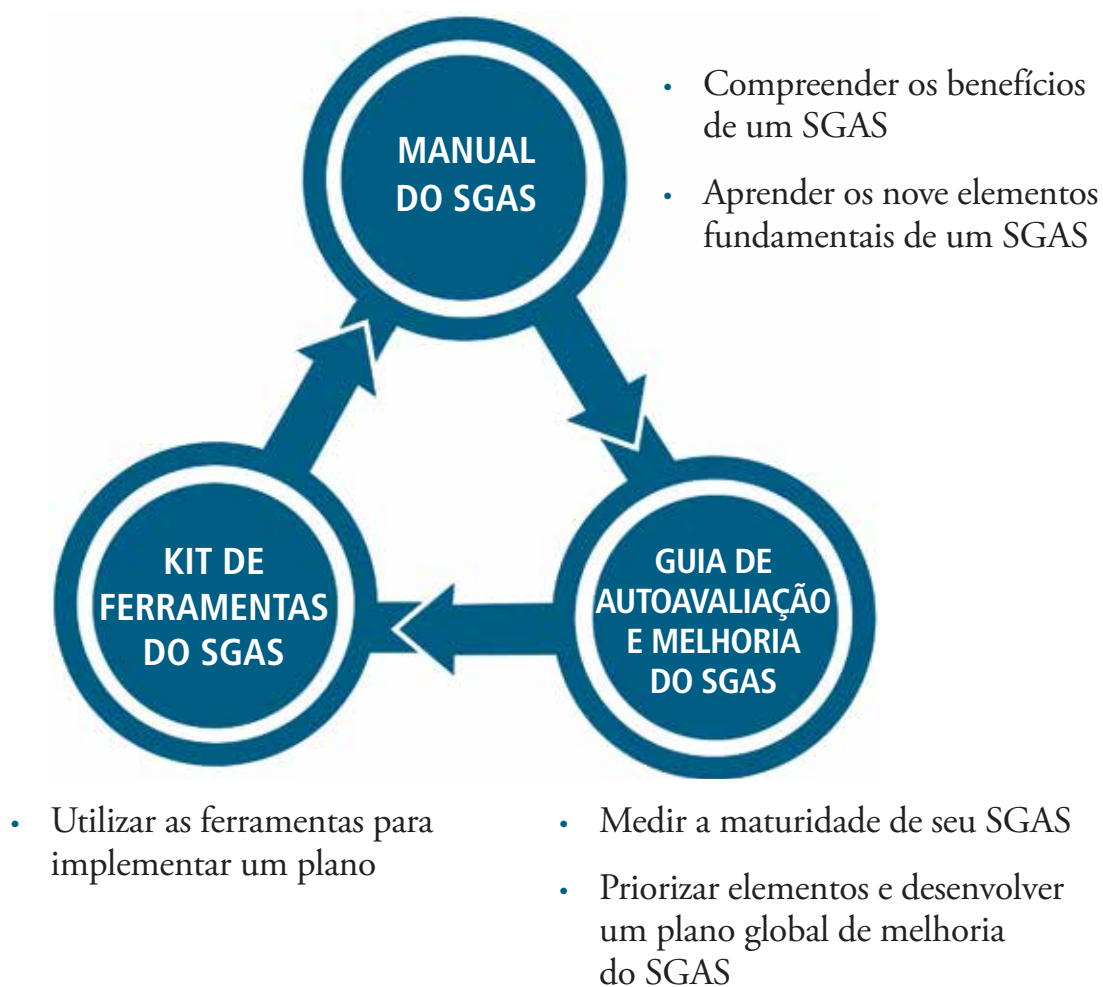 MANUAL
DO SGAS
• Compreender os benefícios
de um SGAS
• Aprender os nove elementos
fundamentais de um SGAS
KIT DE
FERRAMENTAS
DO SGAS
GUIA DE
AUTOAVALIAÇÃO
E MELHORIA
DO SGAS
• Utilizar as ferramentas para
implementar um plano
• Medir a maturidade de seu SGAS
• Priorizar elementos e desenvolver
um plano global de melhoria
do SGAS